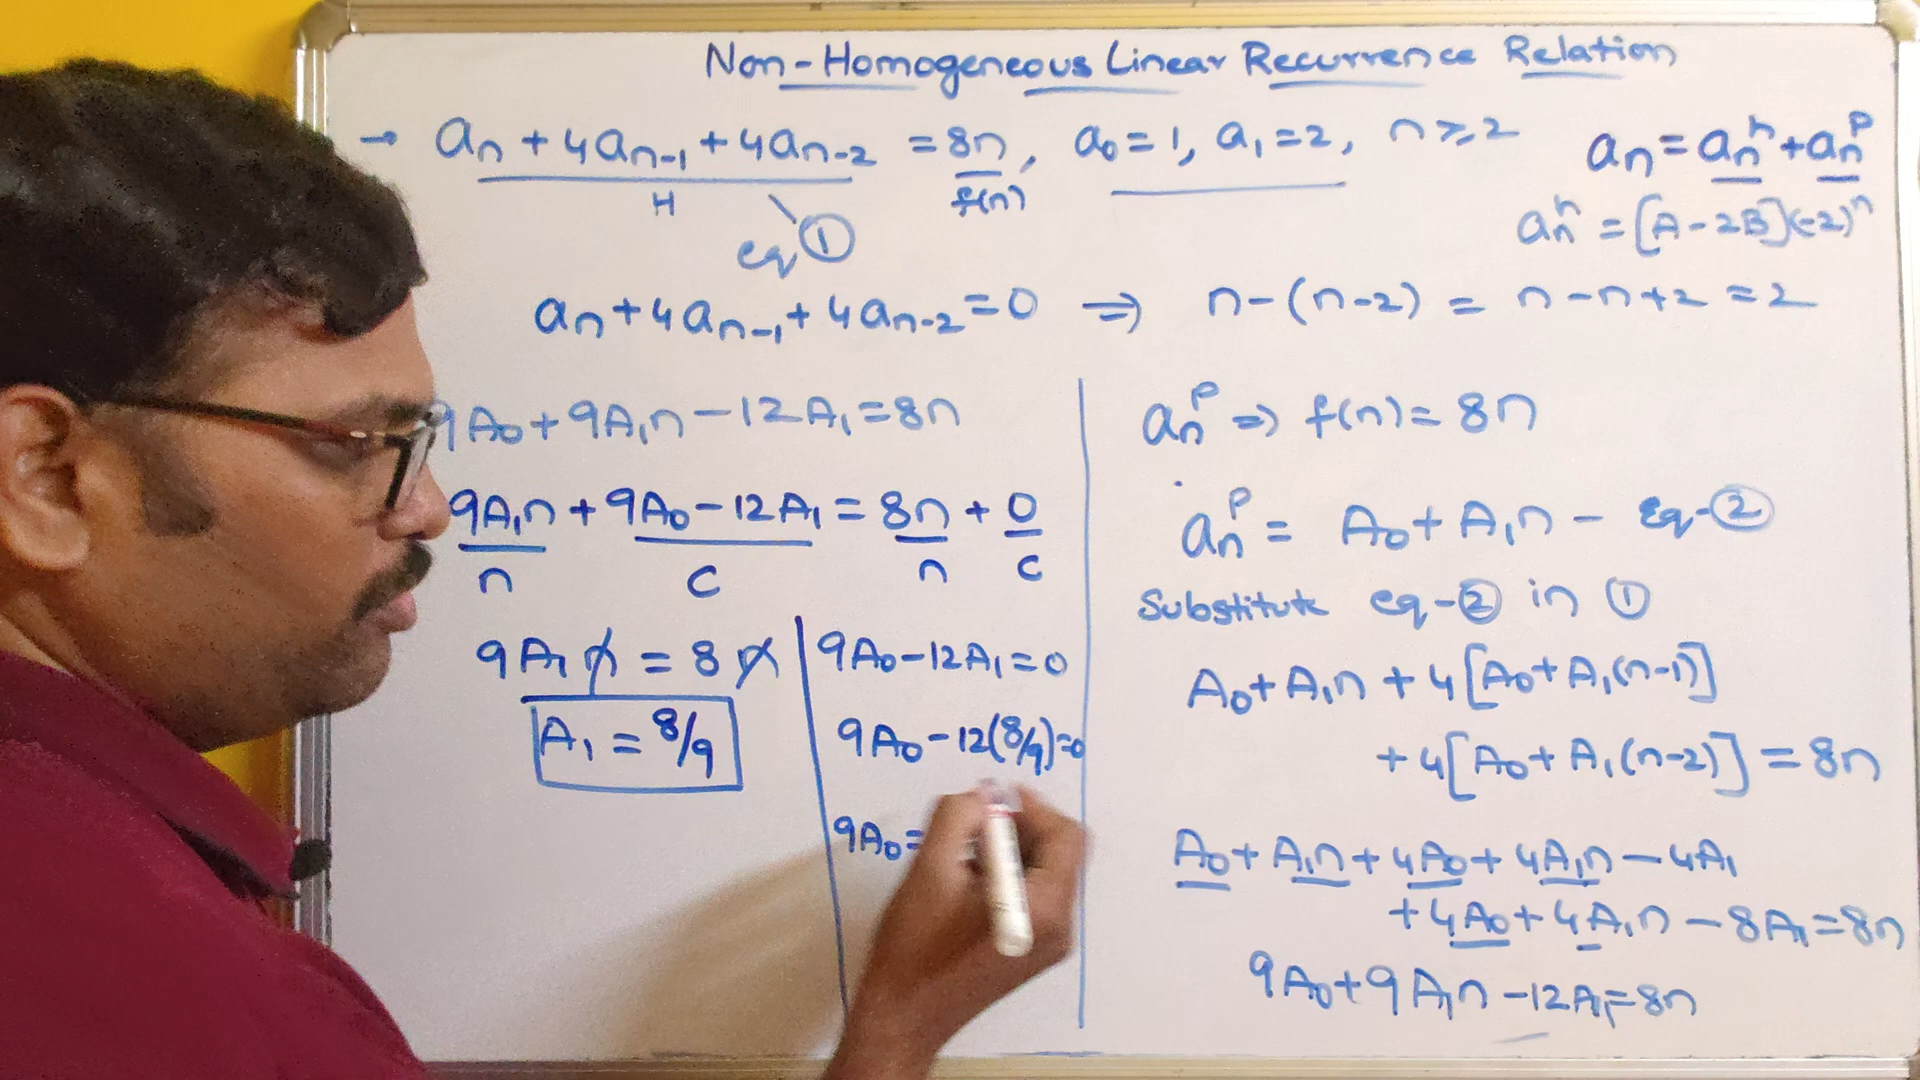 Non-Homogeneous Linear Recurrence Relation
→ aₙ + 4aₙ₋₁ + 4aₙ₋₂ = 8n, a₀ = 1, a₁ = 2, n ≥ 2
H
f(n)
eq ①
aₙ = aₙʰ + aₙᵖ
aₙʰ = [A - 2B](-2)ⁿ
aₙ + 4aₙ₋₁ + 4aₙ₋₂ = 0 ⇒ n - (n-2) = n - n + 2 = 2
9A₀ + 9A₁n - 12A₁ = 8n
9A₁n + 9A₀ - 12A₁ = 8n + 0
n c n c
9A₁n = 8n
A₁ = 8/9
9A₀ - 12A₁ = 0
9A₀ - 12(8/9) = 0
9A₀ =
aₙᵖ ⇒ f(n) = 8n
aₙᵖ = A₀ + A₁n - eq-②
Substitute eq-② in ①
A₀ + A₁n + 4[A₀ + A₁(n-1)]
+ 4[A₀ + A₁(n-2)] = 8n
A₀ + A₁n + 4A₀ + 4A₁n - 4A₁
+ 4A₀ + 4A₁n - 8A₁ = 8n
9A₀ + 9A₁n - 12A₁ = 8n